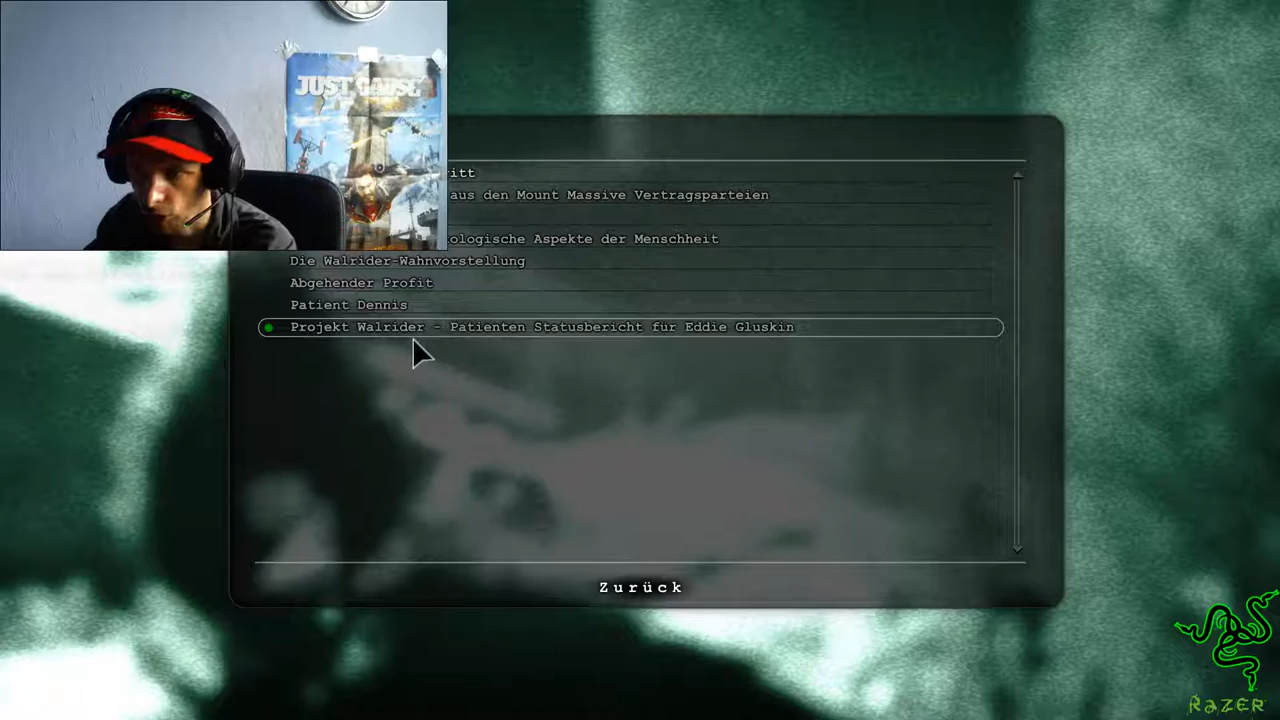 JUST CAUSE
ritt
aus den Mount Massive Vertragsparteien
ologische Aspekte der Menschheit
Die Walrider-Wahnvorstellung
Abgehender Profit
Patient Dennis
Projekt Walrider - Patienten Statusbericht für Eddie Gluskin
Zurück
RAZER